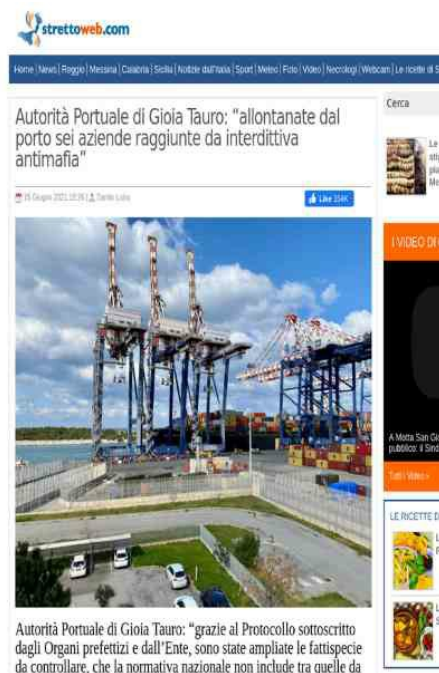 strettoweb.com
Home | News | Reggio | Messina | Calabria | Sicilia | Notizie dall'Italia | Sport | Meteo | Foto | Video | Necrologi | Webcam | Le ricette di S
Autorità Portuale di Gioia Tauro: “allontanate dal
porto sei aziende raggiunte da interdittiva
antimafia”
Giugno 2021
Like
Autorità Portuale di Gioia Tauro: “grazie al Protocollo sottoscritto
dagli Organi prefettizi e dall’Ente, sono state ampliate le fattispecie
da controllare, che la normativa nazionale non include tra quelle da
Cerca
Le
I VIDEO DI
A Motta San Gi
pubblico: il Sind
Tutti i Video »
LE RICETTE D